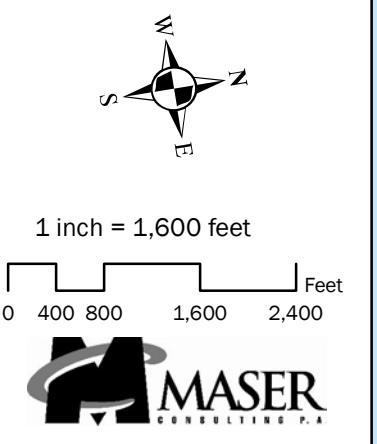 W
N
S
E
1 inch = 1,600 feet
Feet
0 400 800 1,600 2,400
MASER
CONSULTING P.A.